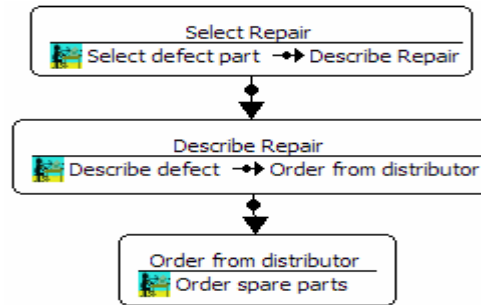 Select Repair
Select defect part Describe Repair
Describe Repair
Describe defect Order from distributor
Order from distributor
Order spare parts